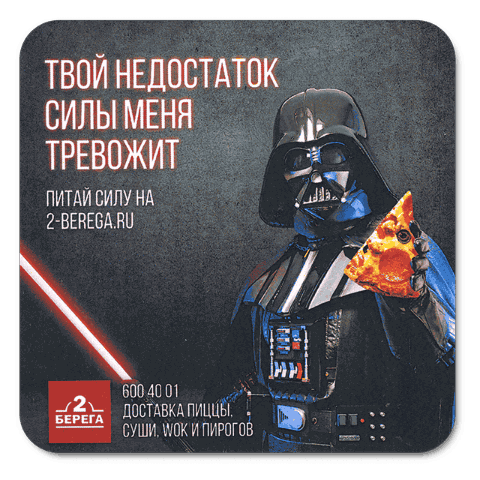 ТВОЙ НЕДОСТАТОК
СИЛЫ МЕНЯ
ТРЕВОЖИТ
ПИТАЙ СИЛУ НА
2-BEREGA.RU
2
БЕРЕГА
600 40 01
ДОСТАВКА ПИЦЦЫ,
СУШИ, WOK И ПИРОГОВ